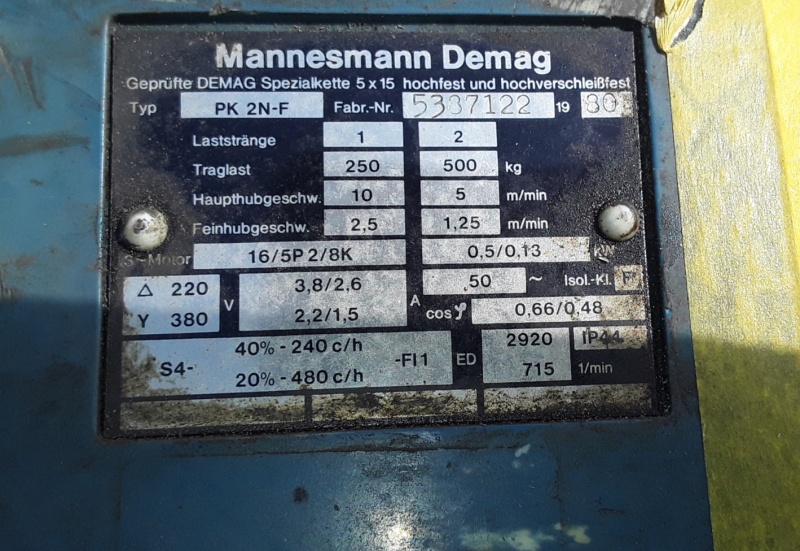 Mannesmann Demag
Geprüfte DEMAG Spezialkette 5 x 15 hochfest und hochverschleißfest
Typ PK 2N-F Fabr.-Nr. 5387122 19 80
Laststränge 1 2
Traglast 250 500 kg
Haupthubgeschw. 10 5 m/min
Feinhubgeschw. 2,5 1,25 m/min
S-Motor 16/5P 2/8K 0,5/0,13 kW
△ 220 V 3,8/2,6 A 50 ~ Isol.-Kl. F
Y 380 2,2/1,5 cos φ 0,66/0,48
S4- 40% - 240 c/h -FI1 ED 2920 IP44
20% - 480 c/h 715 1/min